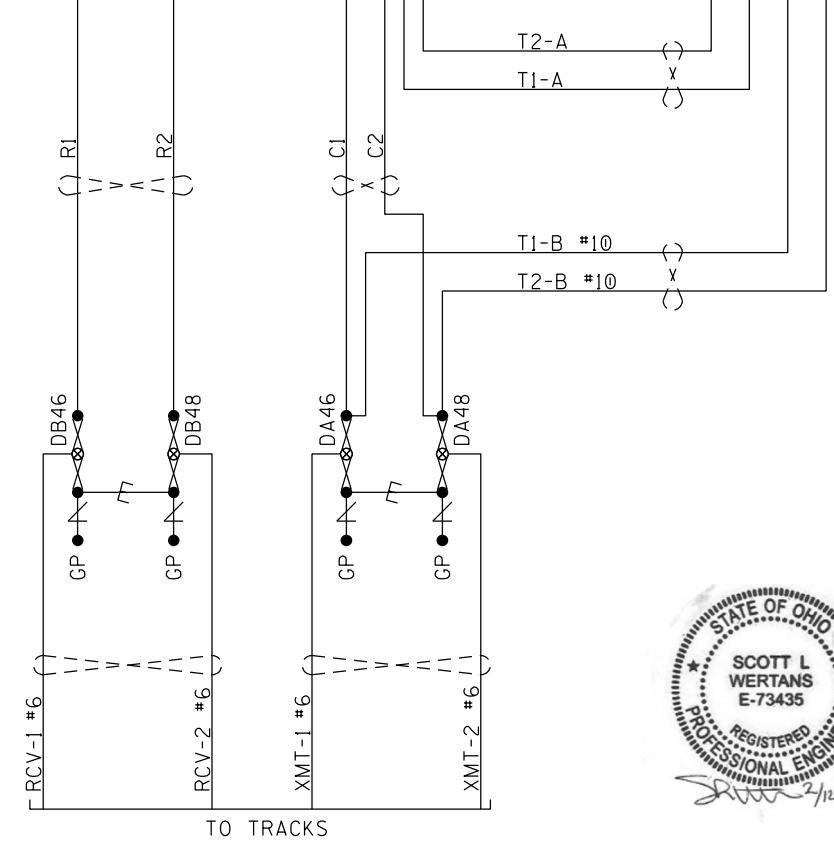 T2-A
T1-A
R1
R2
C1
C2
T1-B #10
T2-B #10
DB46
DB48
DA46
DA48
GP
GP
GP
GP
RCV-1 #6
RCV-2 #6
XMT-1 #6
XMT-2 #6
TO TRACKS
STATE OF OHIO
SCOTT L
WERTANS
E-73435
REGISTERED
PROFESSIONAL
2/12